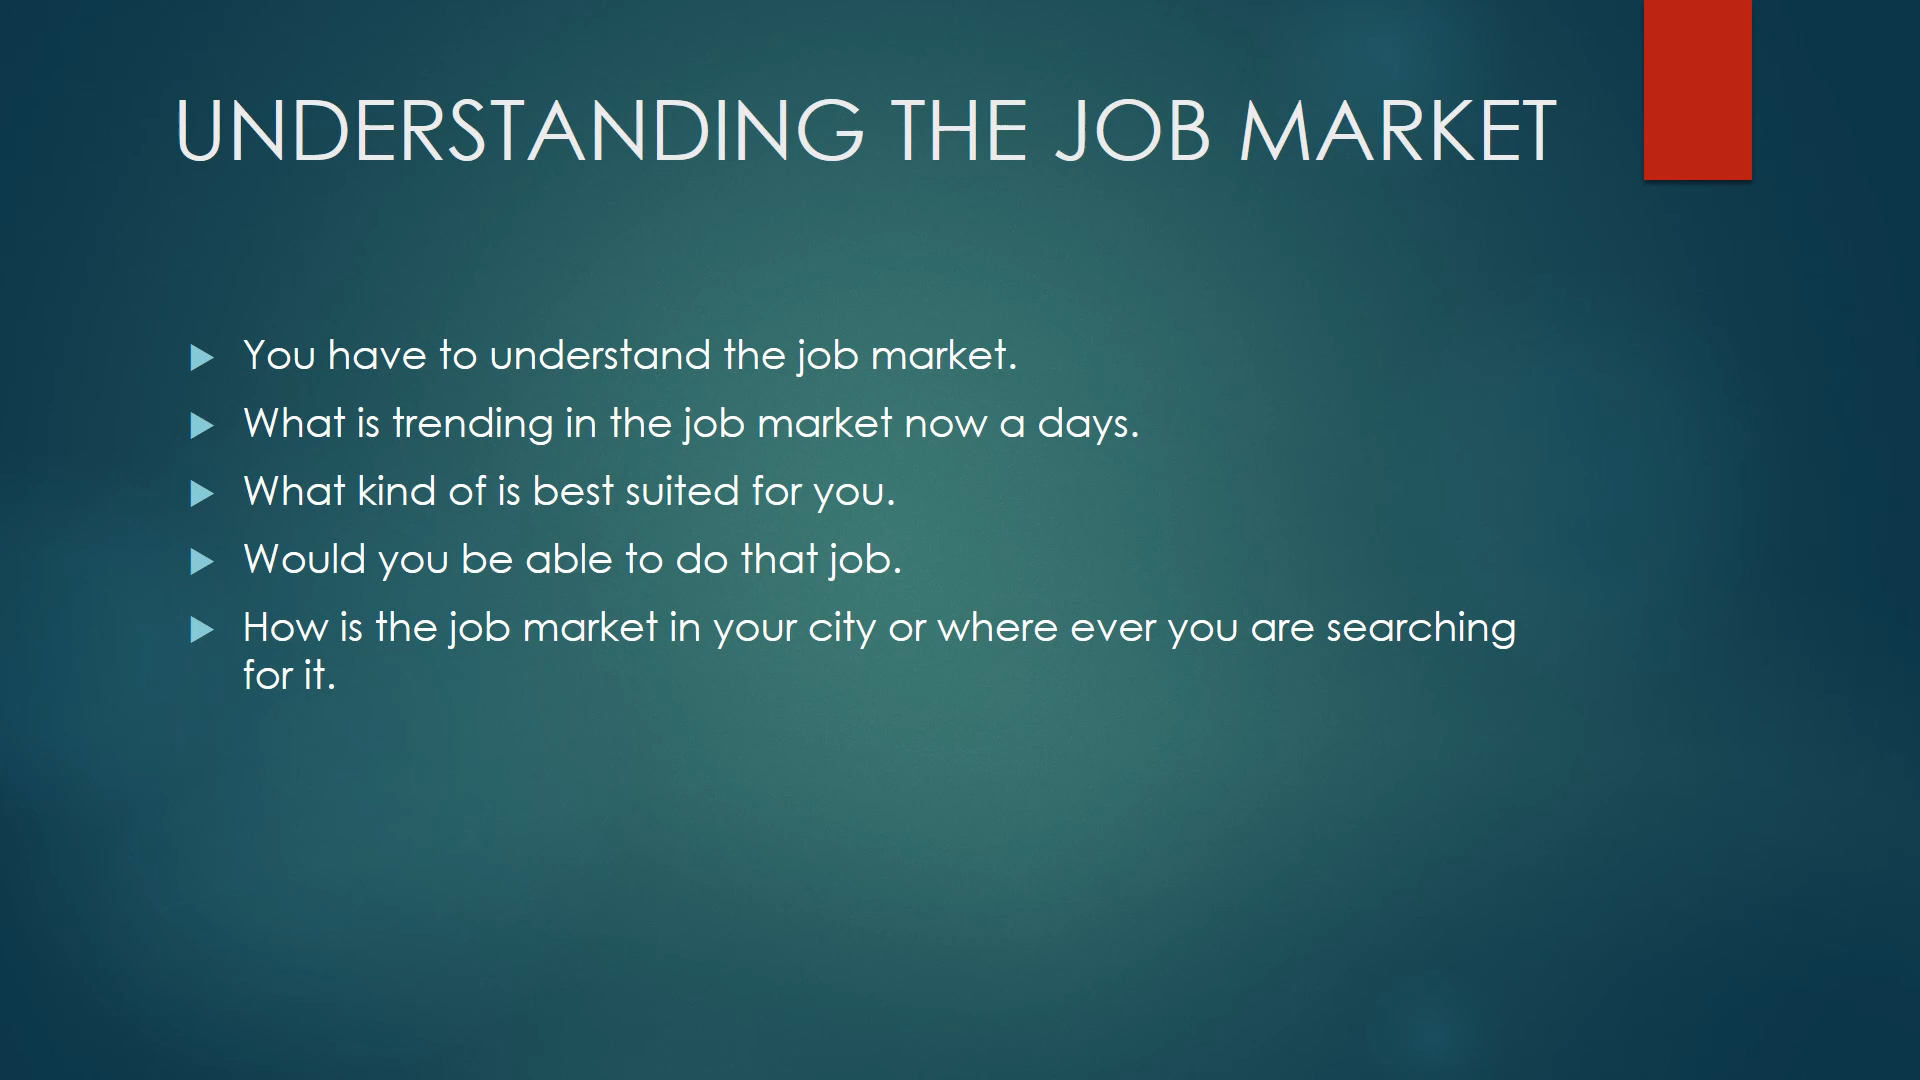 UNDERSTANDING THE JOB MARKET
You have to understand the job market.
What is trending in the job market now a days.
What kind of is best suited for you.
Would you be able to do that job.
How is the job market in your city or where ever you are searching
for it.